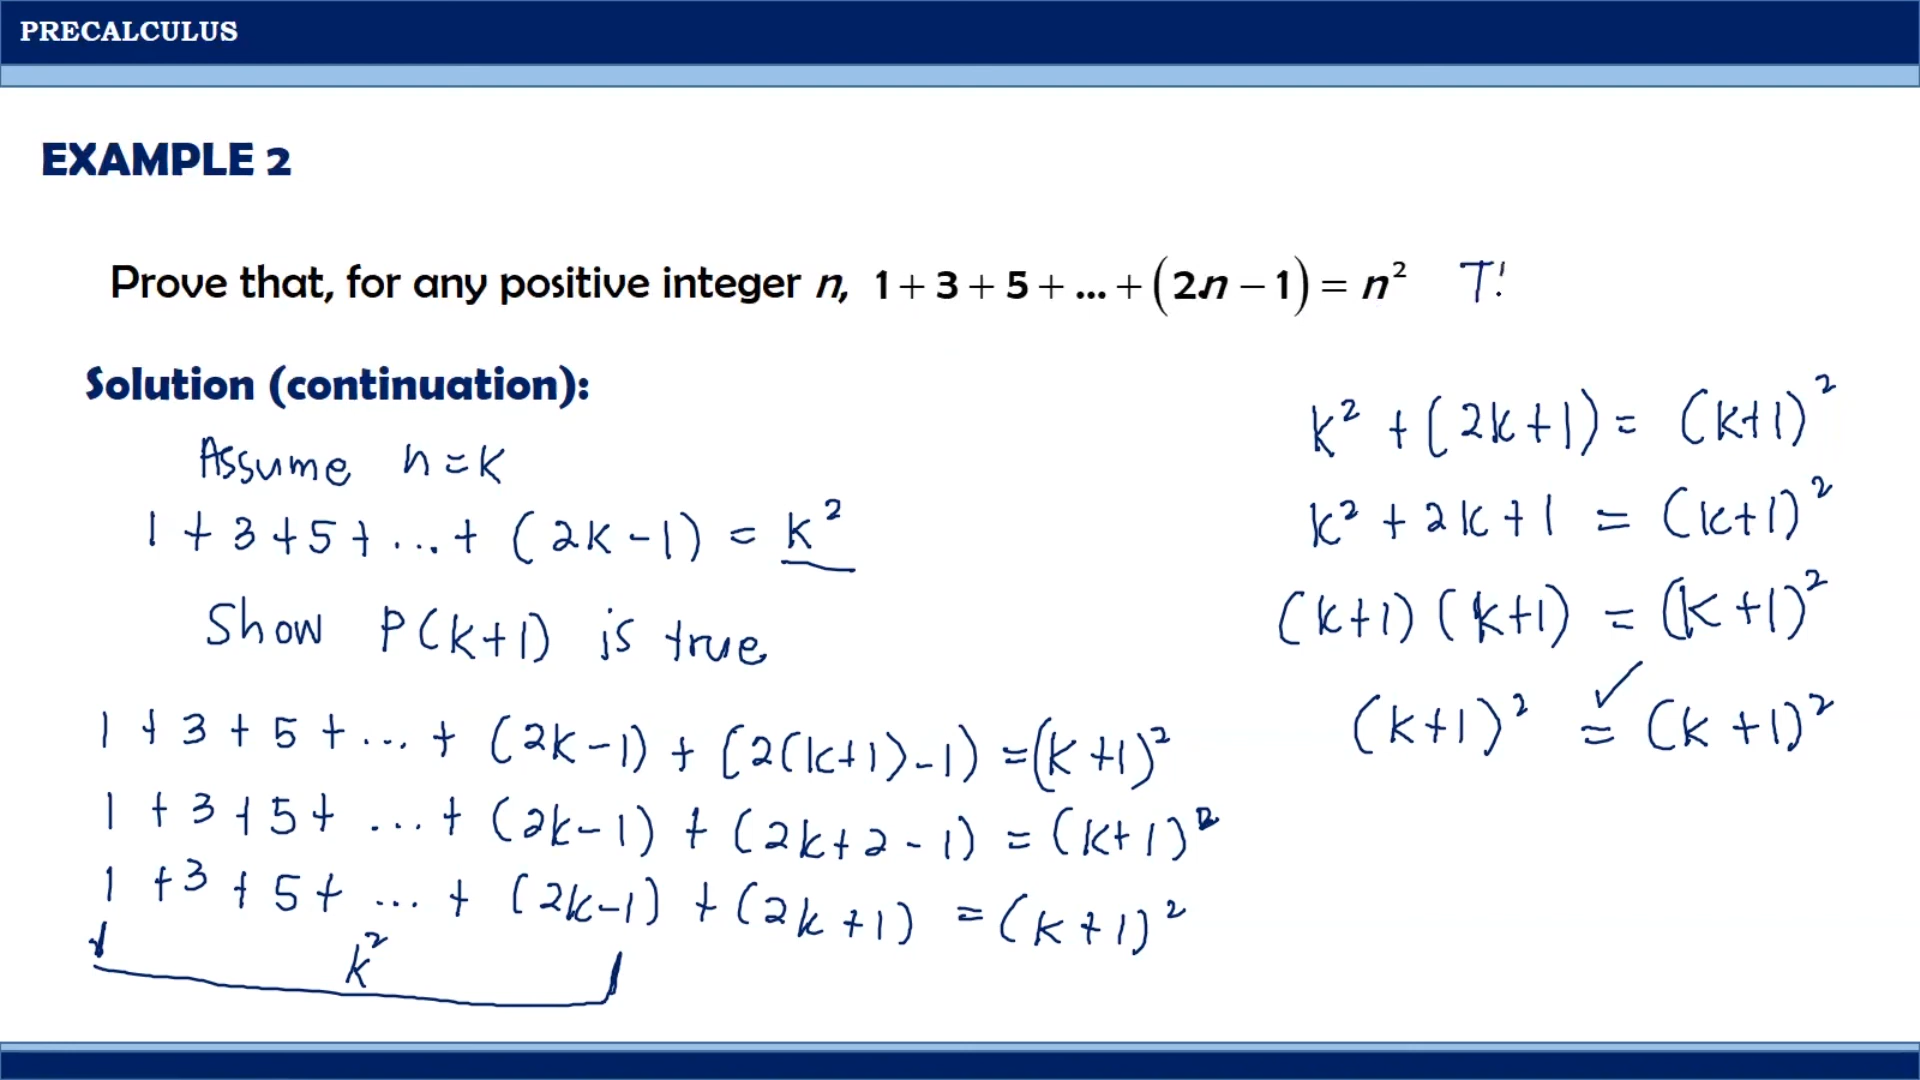 PRECALCULUS
EXAMPLE 2
Prove that, for any positive integer n, 1+3+5+...+(2n−1)=n² T!
Solution (continuation):
Assume n=k
1+3+5+...+(2k-1)=k²
Show P(k+1) is true
1+3+5+...+(2k-1)+(2(k+1)-1)=(k+1)²
1+3+5+...+(2k-1)+(2k+2-1)=(k+1)²
1+3+5+...+(2k-1)+(2k+1)=(k+1)²
k²
k²+(2k+1)=(k+1)²
k²+2k+1=(k+1)²
(k+1)(k+1)=(k+1)²
✓
(k+1)²=(k+1)²